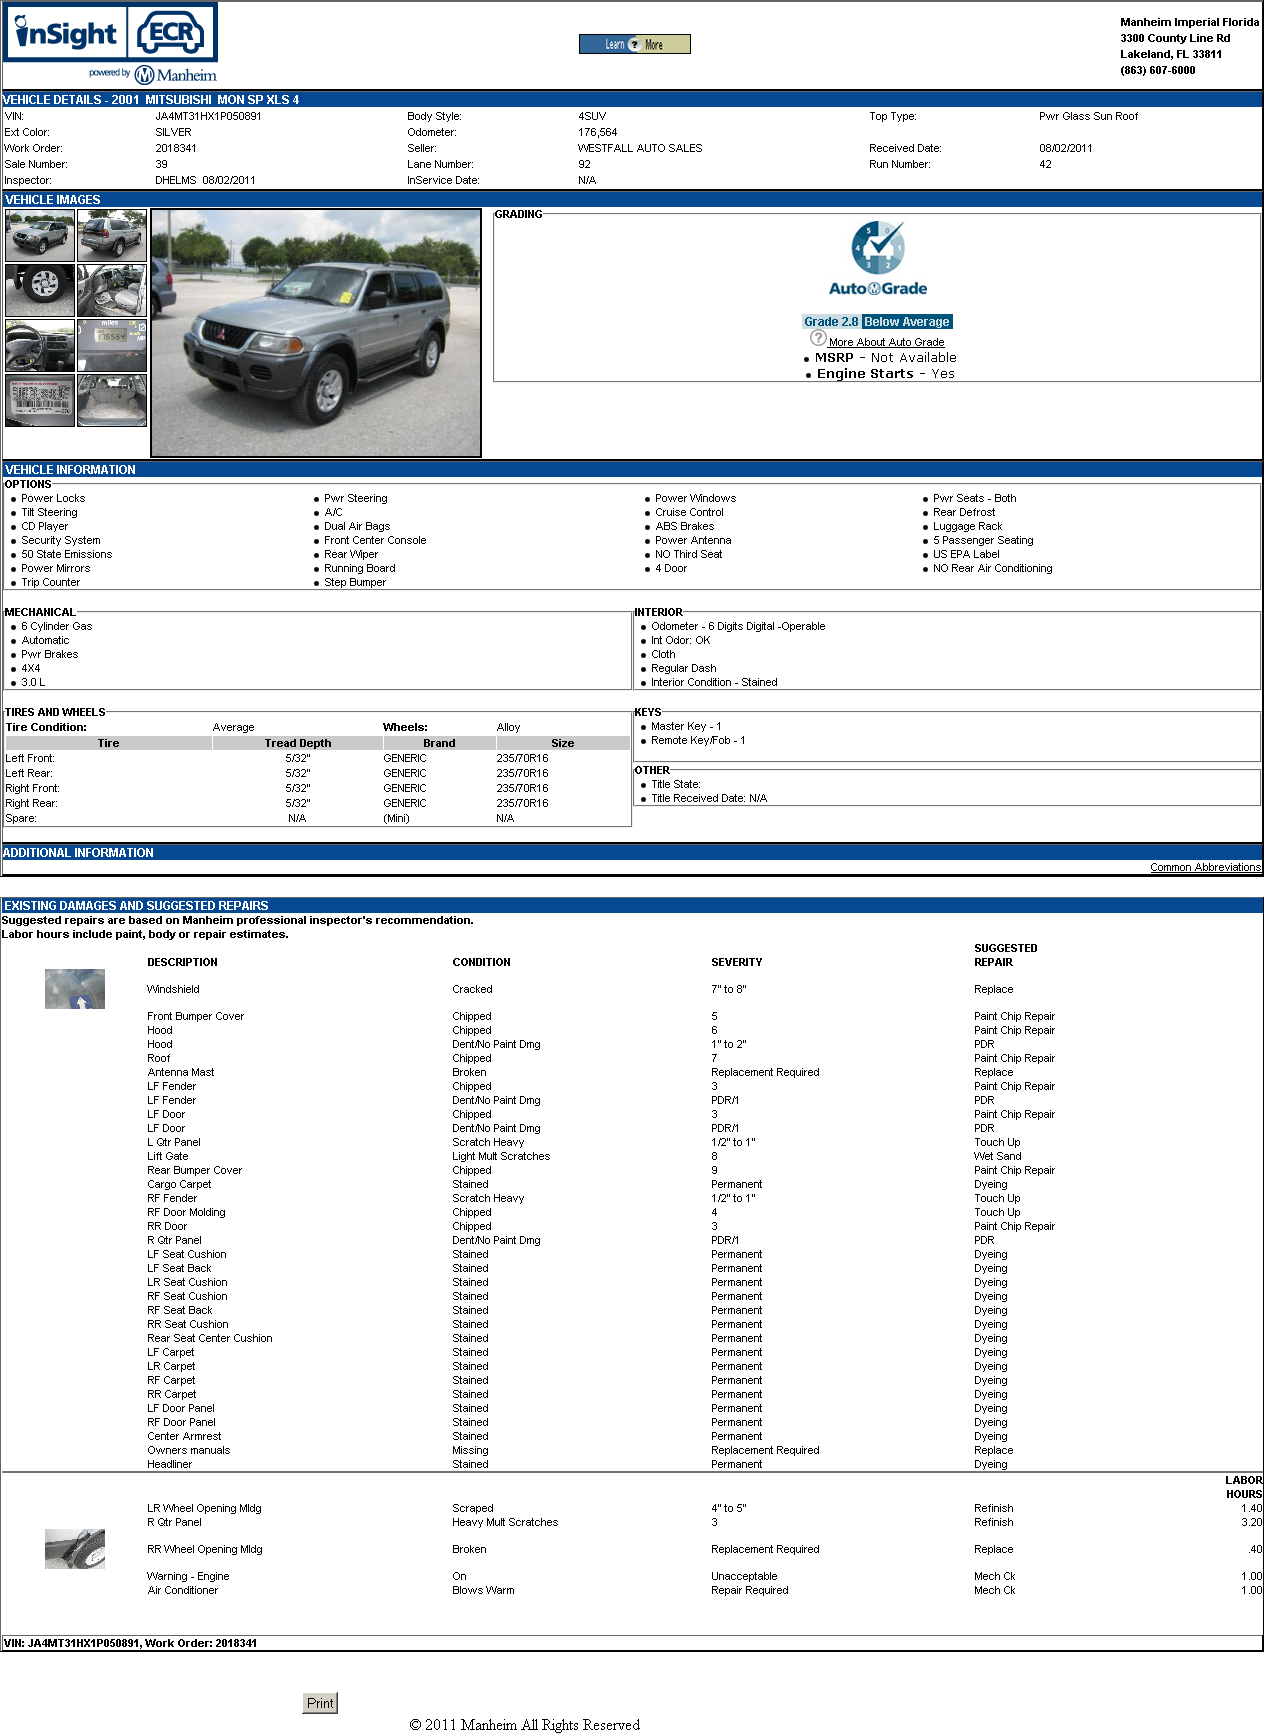 inSight ECR
powered by Manheim
Learn ? More
Manheim Imperial Florida
3300 County Line Rd
Lakeland, FL 33811
(863) 607-6000
VEHICLE DETAILS - 2001 MITSUBISHI MON SP XLS 4
VIN: JA4MT31HX1P050891 Body Style: 4SUV Top Type: Pwr Glass Sun Roof
Ext Color: SILVER Odometer: 176,564
Work Order: 2018341 Seller: WESTFALL AUTO SALES Received Date: 08/02/2011
Sale Number: 39 Lane Number: 92 Run Number: 42
Inspector: DHELMS 08/02/2011 InService Date: N/A
VEHICLE IMAGES
miles
176564
GRADING
5 0 4 1 3 2
Auto Grade
Grade 2.8 Below Average
? More About Auto Grade
• MSRP - Not Available
• Engine Starts - Yes
VEHICLE INFORMATION
OPTIONS
• Power Locks • Pwr Steering • Power Windows • Pwr Seats - Both
• Tilt Steering • A/C • Cruise Control • Rear Defrost
• CD Player • Dual Air Bags • ABS Brakes • Luggage Rack
• Security System • Front Center Console • Power Antenna • 5 Passenger Seating
• 50 State Emissions • Rear Wiper • NO Third Seat • US EPA Label
• Power Mirrors • Running Board • 4 Door • NO Rear Air Conditioning
• Trip Counter • Step Bumper
MECHANICAL
• 6 Cylinder Gas
• Automatic
• Pwr Brakes
• 4X4
• 3.0 L
INTERIOR
• Odometer - 6 Digits Digital -Operable
• Int Odor: OK
• Cloth
• Regular Dash
• Interior Condition - Stained
TIRES AND WHEELS
Tire Condition: Average Wheels: Alloy
Tire Tread Depth Brand Size
Left Front: 5/32" GENERIC 235/70R16
Left Rear: 5/32" GENERIC 235/70R16
Right Front: 5/32" GENERIC 235/70R16
Right Rear: 5/32" GENERIC 235/70R16
Spare: N/A (Mini) N/A
KEYS
• Master Key - 1
• Remote Key/Fob - 1
OTHER
• Title State:
• Title Received Date: N/A
ADDITIONAL INFORMATION
Common Abbreviations
EXISTING DAMAGES AND SUGGESTED REPAIRS
Suggested repairs are based on Manheim professional inspector's recommendation.
Labor hours include paint, body or repair estimates.
DESCRIPTION CONDITION SEVERITY SUGGESTED REPAIR
Windshield Cracked 7" to 8" Replace
Front Bumper Cover Chipped 5 Paint Chip Repair
Hood Chipped 6 Paint Chip Repair
Hood Dent/No Paint Dmg 1" to 2" PDR
Roof Chipped 7 Paint Chip Repair
Antenna Mast Broken Replacement Required Replace
LF Fender Chipped 3 Paint Chip Repair
LF Fender Dent/No Paint Dmg PDR/1 PDR
LF Door Chipped 3 Paint Chip Repair
LF Door Dent/No Paint Dmg PDR/1 PDR
L Qtr Panel Scratch Heavy 1/2" to 1" Touch Up
Lift Gate Light Mult Scratches 8 Wet Sand
Rear Bumper Cover Chipped 9 Paint Chip Repair
Cargo Carpet Stained Permanent Dyeing
RF Fender Scratch Heavy 1/2" to 1" Touch Up
RF Door Molding Chipped 4 Touch Up
RR Door Chipped 3 Paint Chip Repair
R Qtr Panel Dent/No Paint Dmg PDR/1 PDR
LF Seat Cushion Stained Permanent Dyeing
LF Seat Back Stained Permanent Dyeing
LR Seat Cushion Stained Permanent Dyeing
RF Seat Cushion Stained Permanent Dyeing
RF Seat Back Stained Permanent Dyeing
RR Seat Cushion Stained Permanent Dyeing
Rear Seat Center Cushion Stained Permanent Dyeing
LF Carpet Stained Permanent Dyeing
LR Carpet Stained Permanent Dyeing
RF Carpet Stained Permanent Dyeing
RR Carpet Stained Permanent Dyeing
LF Door Panel Stained Permanent Dyeing
RF Door Panel Stained Permanent Dyeing
Center Armrest Stained Permanent Dyeing
Owners manuals Missing Replacement Required Replace
Headliner Stained Permanent Dyeing
LABOR HOURS
LR Wheel Opening Mldg Scraped 4" to 5" Refinish 1.40
R Qtr Panel Heavy Mult Scratches 3 Refinish 3.20
RR Wheel Opening Mldg Broken Replacement Required Replace .40
Warning - Engine On Unacceptable Mech Ck 1.00
Air Conditioner Blows Warm Repair Required Mech Ck 1.00
VIN: JA4MT31HX1P050891, Work Order: 2018341
Print
© 2011 Manheim All Rights Reserved